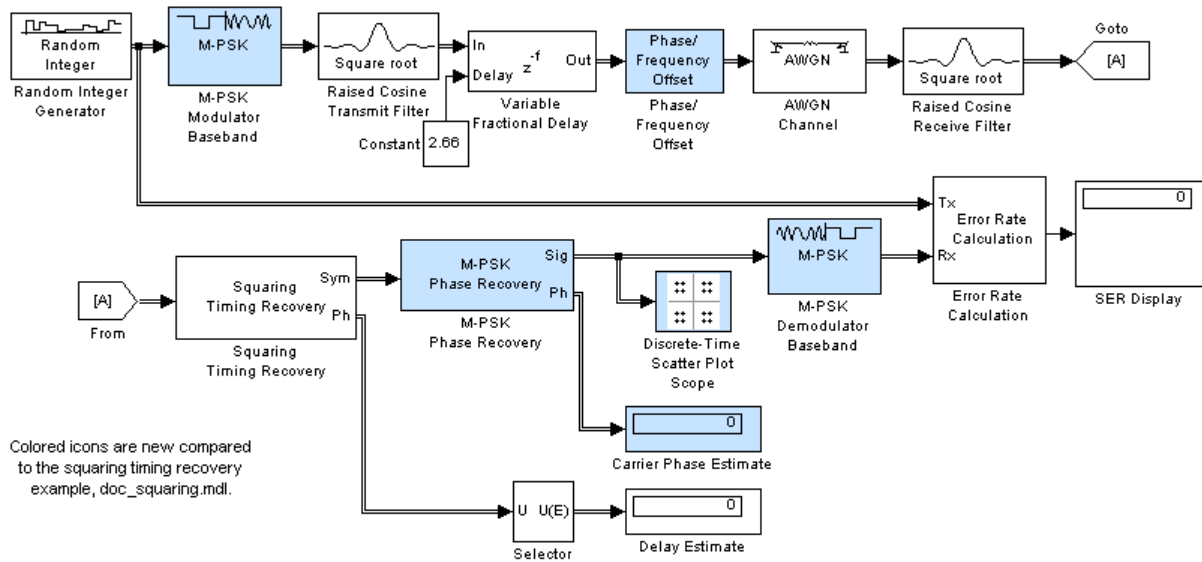 Random
Integer
Random Integer
Generator
M-PSK
M-PSK
Modulator
Baseband
Square root
Raised Cosine
Transmit Filter
Constant
2.66
In
Delay
z^-f
Out
Variable
Fractional Delay
Phase/
Frequency
Offset
Phase/
Frequency
Offset
AWGN
AWGN
Channel
Square root
Raised Cosine
Receive Filter
Goto
[A]
[A]
From
Squaring
Timing Recovery
Sym
Ph
Squaring
Timing Recovery
M-PSK
Phase Recovery
Sig
Ph
M-PSK
Phase Recovery
Discrete-Time
Scatter Plot
Scope
M-PSK
M-PSK
Demodulator
Baseband
Tx
Rx
Error Rate
Calculation
Error Rate
Calculation
0
SER Display
0
Carrier Phase Estimate
Colored icons are new compared
to the squaring timing recovery
example, doc_squaring.mdl.
U U(E)
Selector
0
Delay Estimate